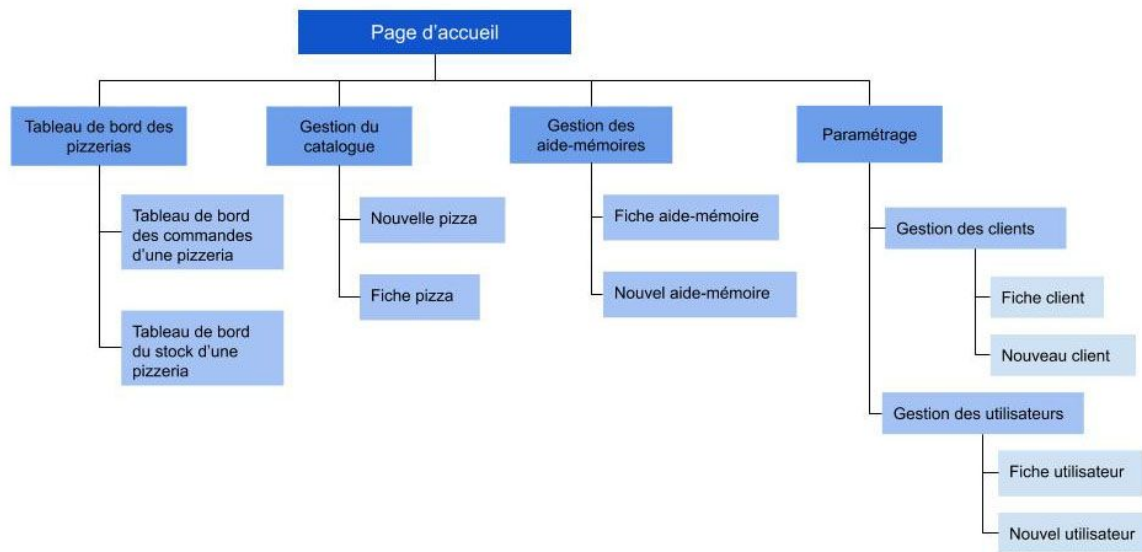 Page d'accueil
Tableau de bord des
pizzerias
Gestion du
catalogue
Gestion des
aide-mémoires
Paramétrage
Tableau de bord
des commandes
d'une pizzeria
Tableau de bord
du stock d'une
pizzeria
Nouvelle pizza
Fiche pizza
Fiche aide-mémoire
Nouvel aide-mémoire
Gestion des clients
Fiche client
Nouveau client
Gestion des utilisateurs
Fiche utilisateur
Nouvel utilisateur